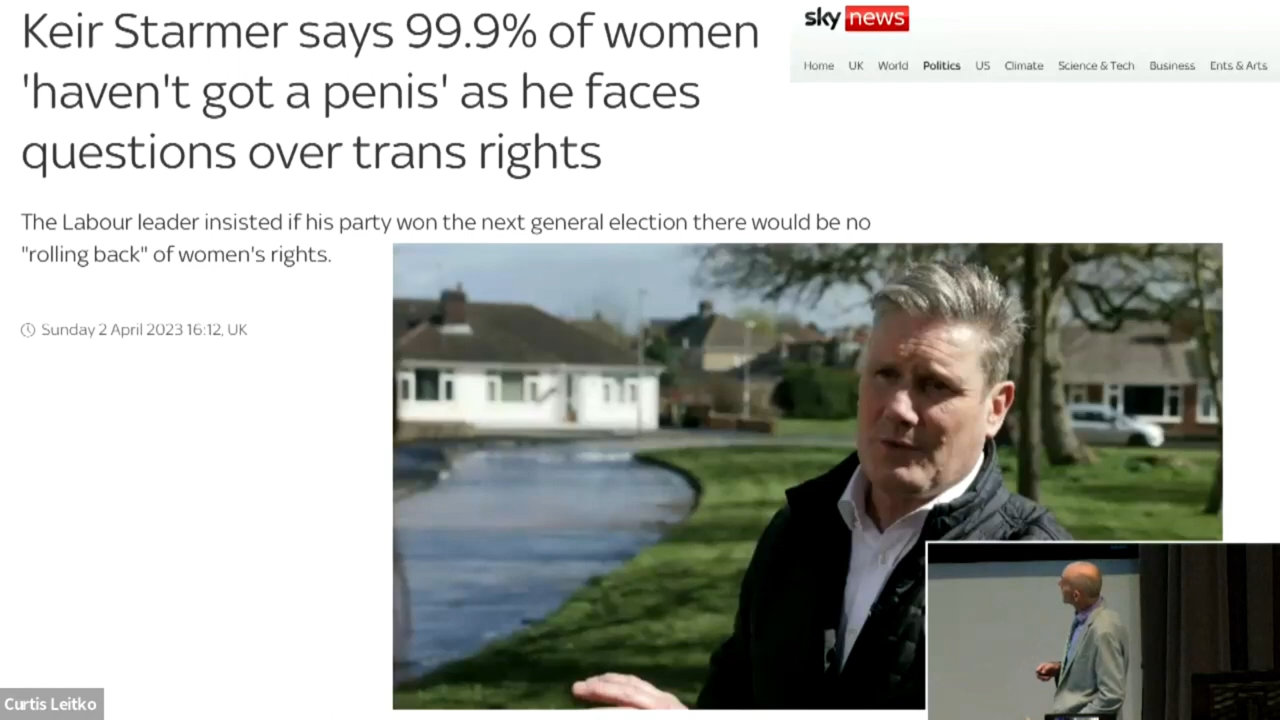 Keir Starmer says 99.9% of women
'haven't got a penis' as he faces
questions over trans rights
sky news
Home UK World Politics US Climate Science & Tech Business Ents & Arts
The Labour leader insisted if his party won the next general election there would be no
"rolling back" of women's rights.
Sunday 2 April 2023 16:12, UK
Curtis Leitko